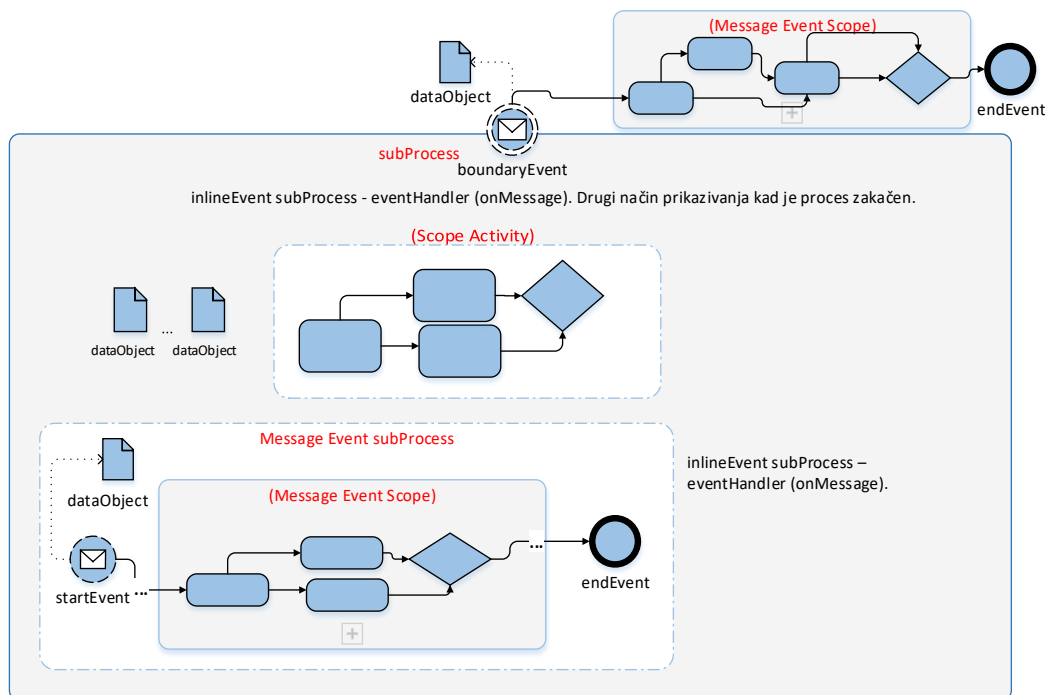 (Message Event Scope)
dataObject
endEvent
subProcess
boundaryEvent
inlineEvent subProcess - eventHandler (onMessage). Drugi način prikazivanja kad je proces zakačen.
(Scope Activity)
...
dataObject
dataObject
Message Event subProcess
inlineEvent subProcess –
eventHandler (onMessage).
dataObject
(Message Event Scope)
...
endEvent
startEvent
...